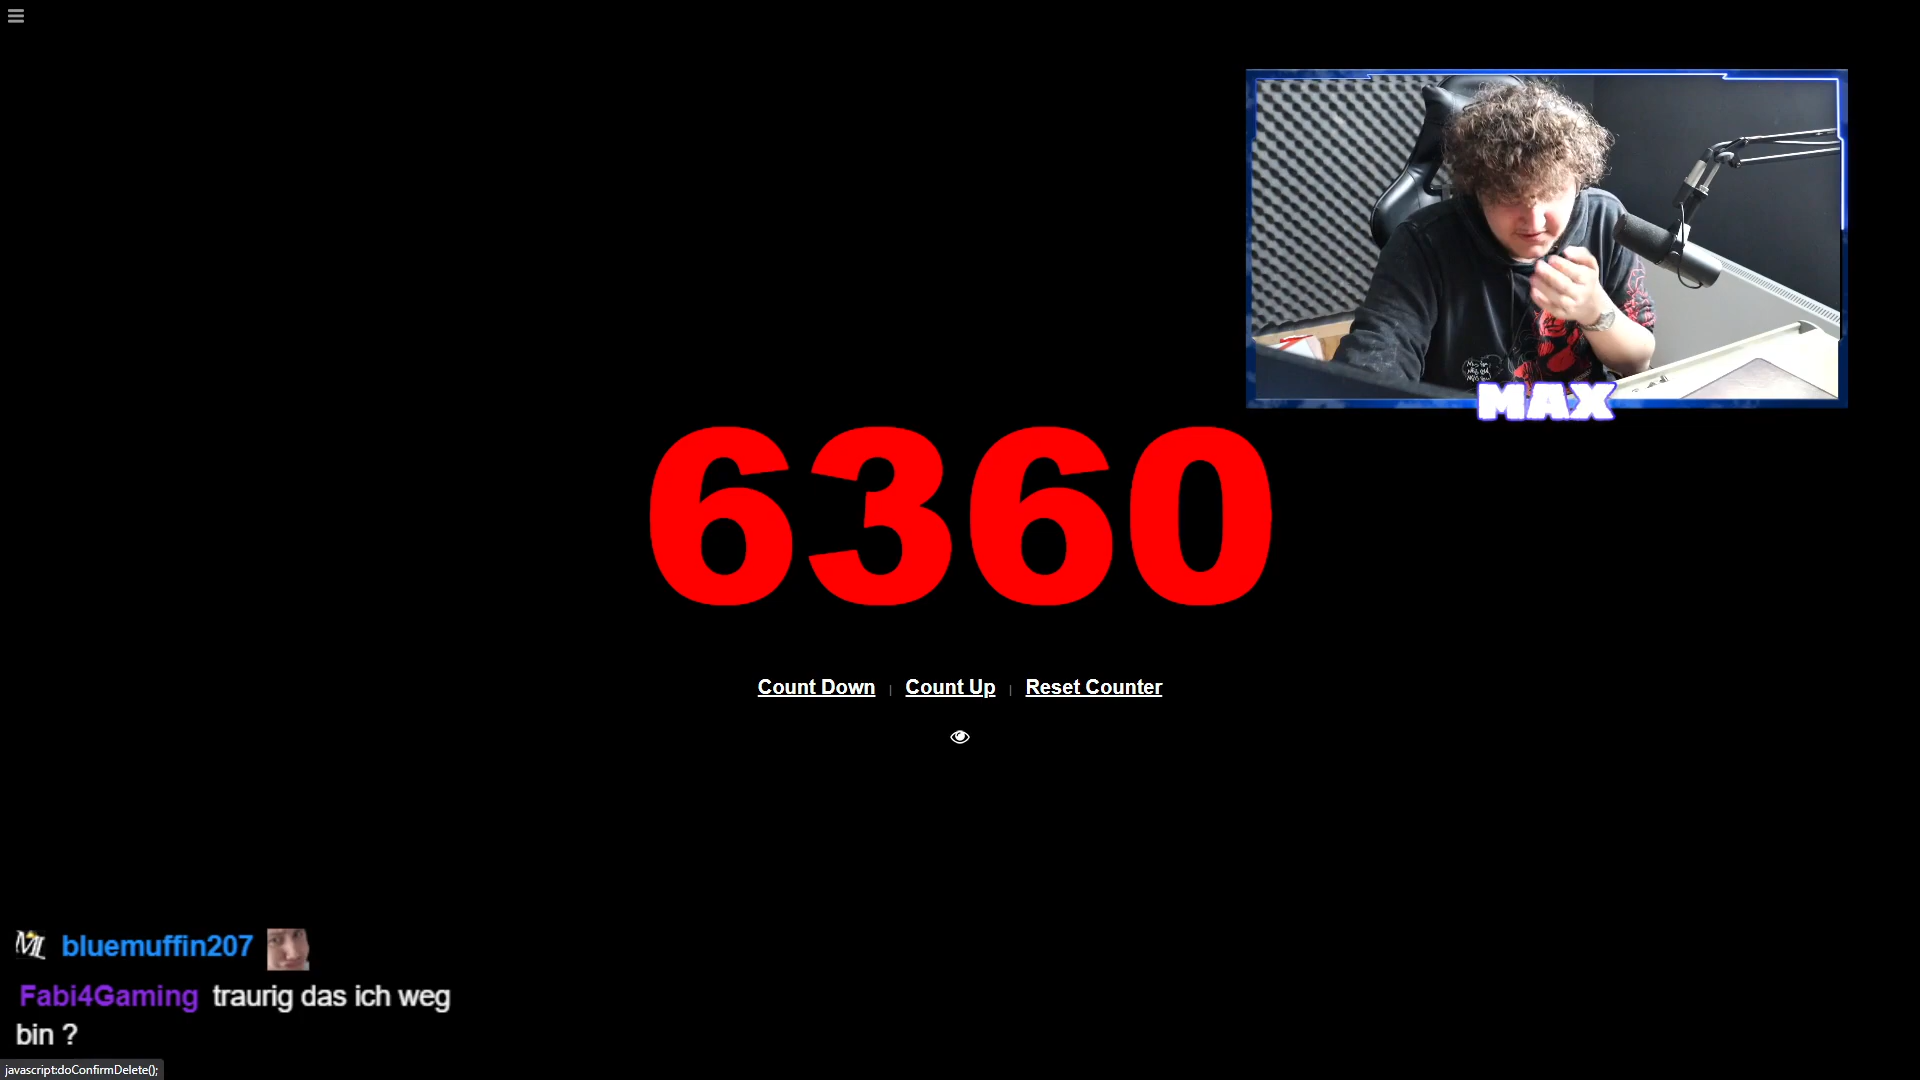 MAX
6360
Count Down | Count Up | Reset Counter
bluemuffin207
Fabi4Gaming traurig das ich weg
bin ?
javascript:doConfirmDelete();